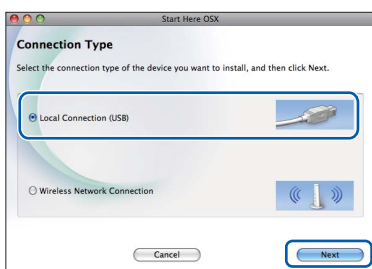 Start Here OSX
Connection Type
Select the connection type of the device you want to install, and then click Next.
Local Connection (USB)
Wireless Network Connection
Cancel
Next